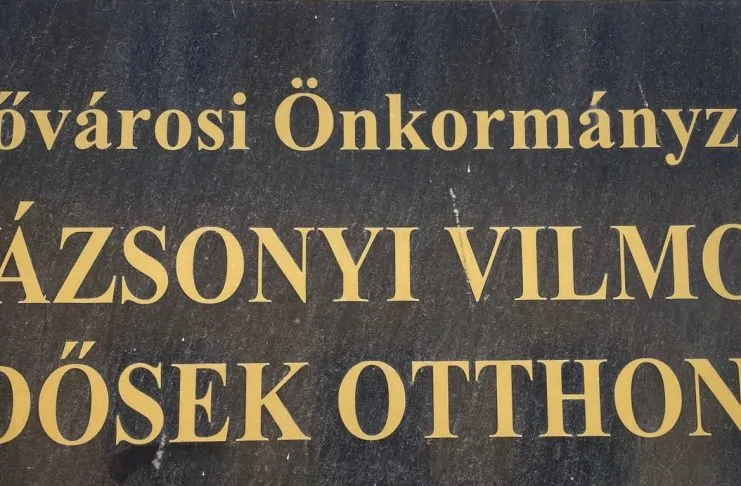 ővárosi Önkormányz
ÁZSONYI VILMO
DŐSEK OTTHON